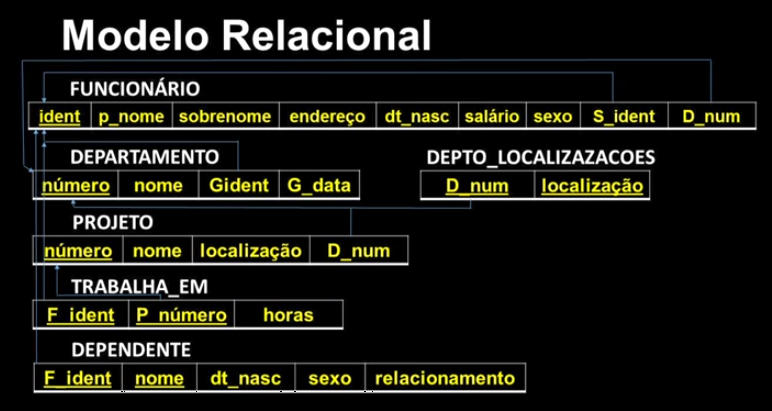 Modelo Relacional
FUNCIONÁRIO
ident p_nome sobrenome endereço dt_nasc salário sexo S_ident D_num
DEPARTAMENTO DEPTO_LOCALIZAZACOES
número nome Gident G_data D_num localização
PROJETO
número nome localização D_num
TRABALHA_EM
F_ident P_número horas
DEPENDENTE
F_ident nome dt_nasc sexo relacionamento